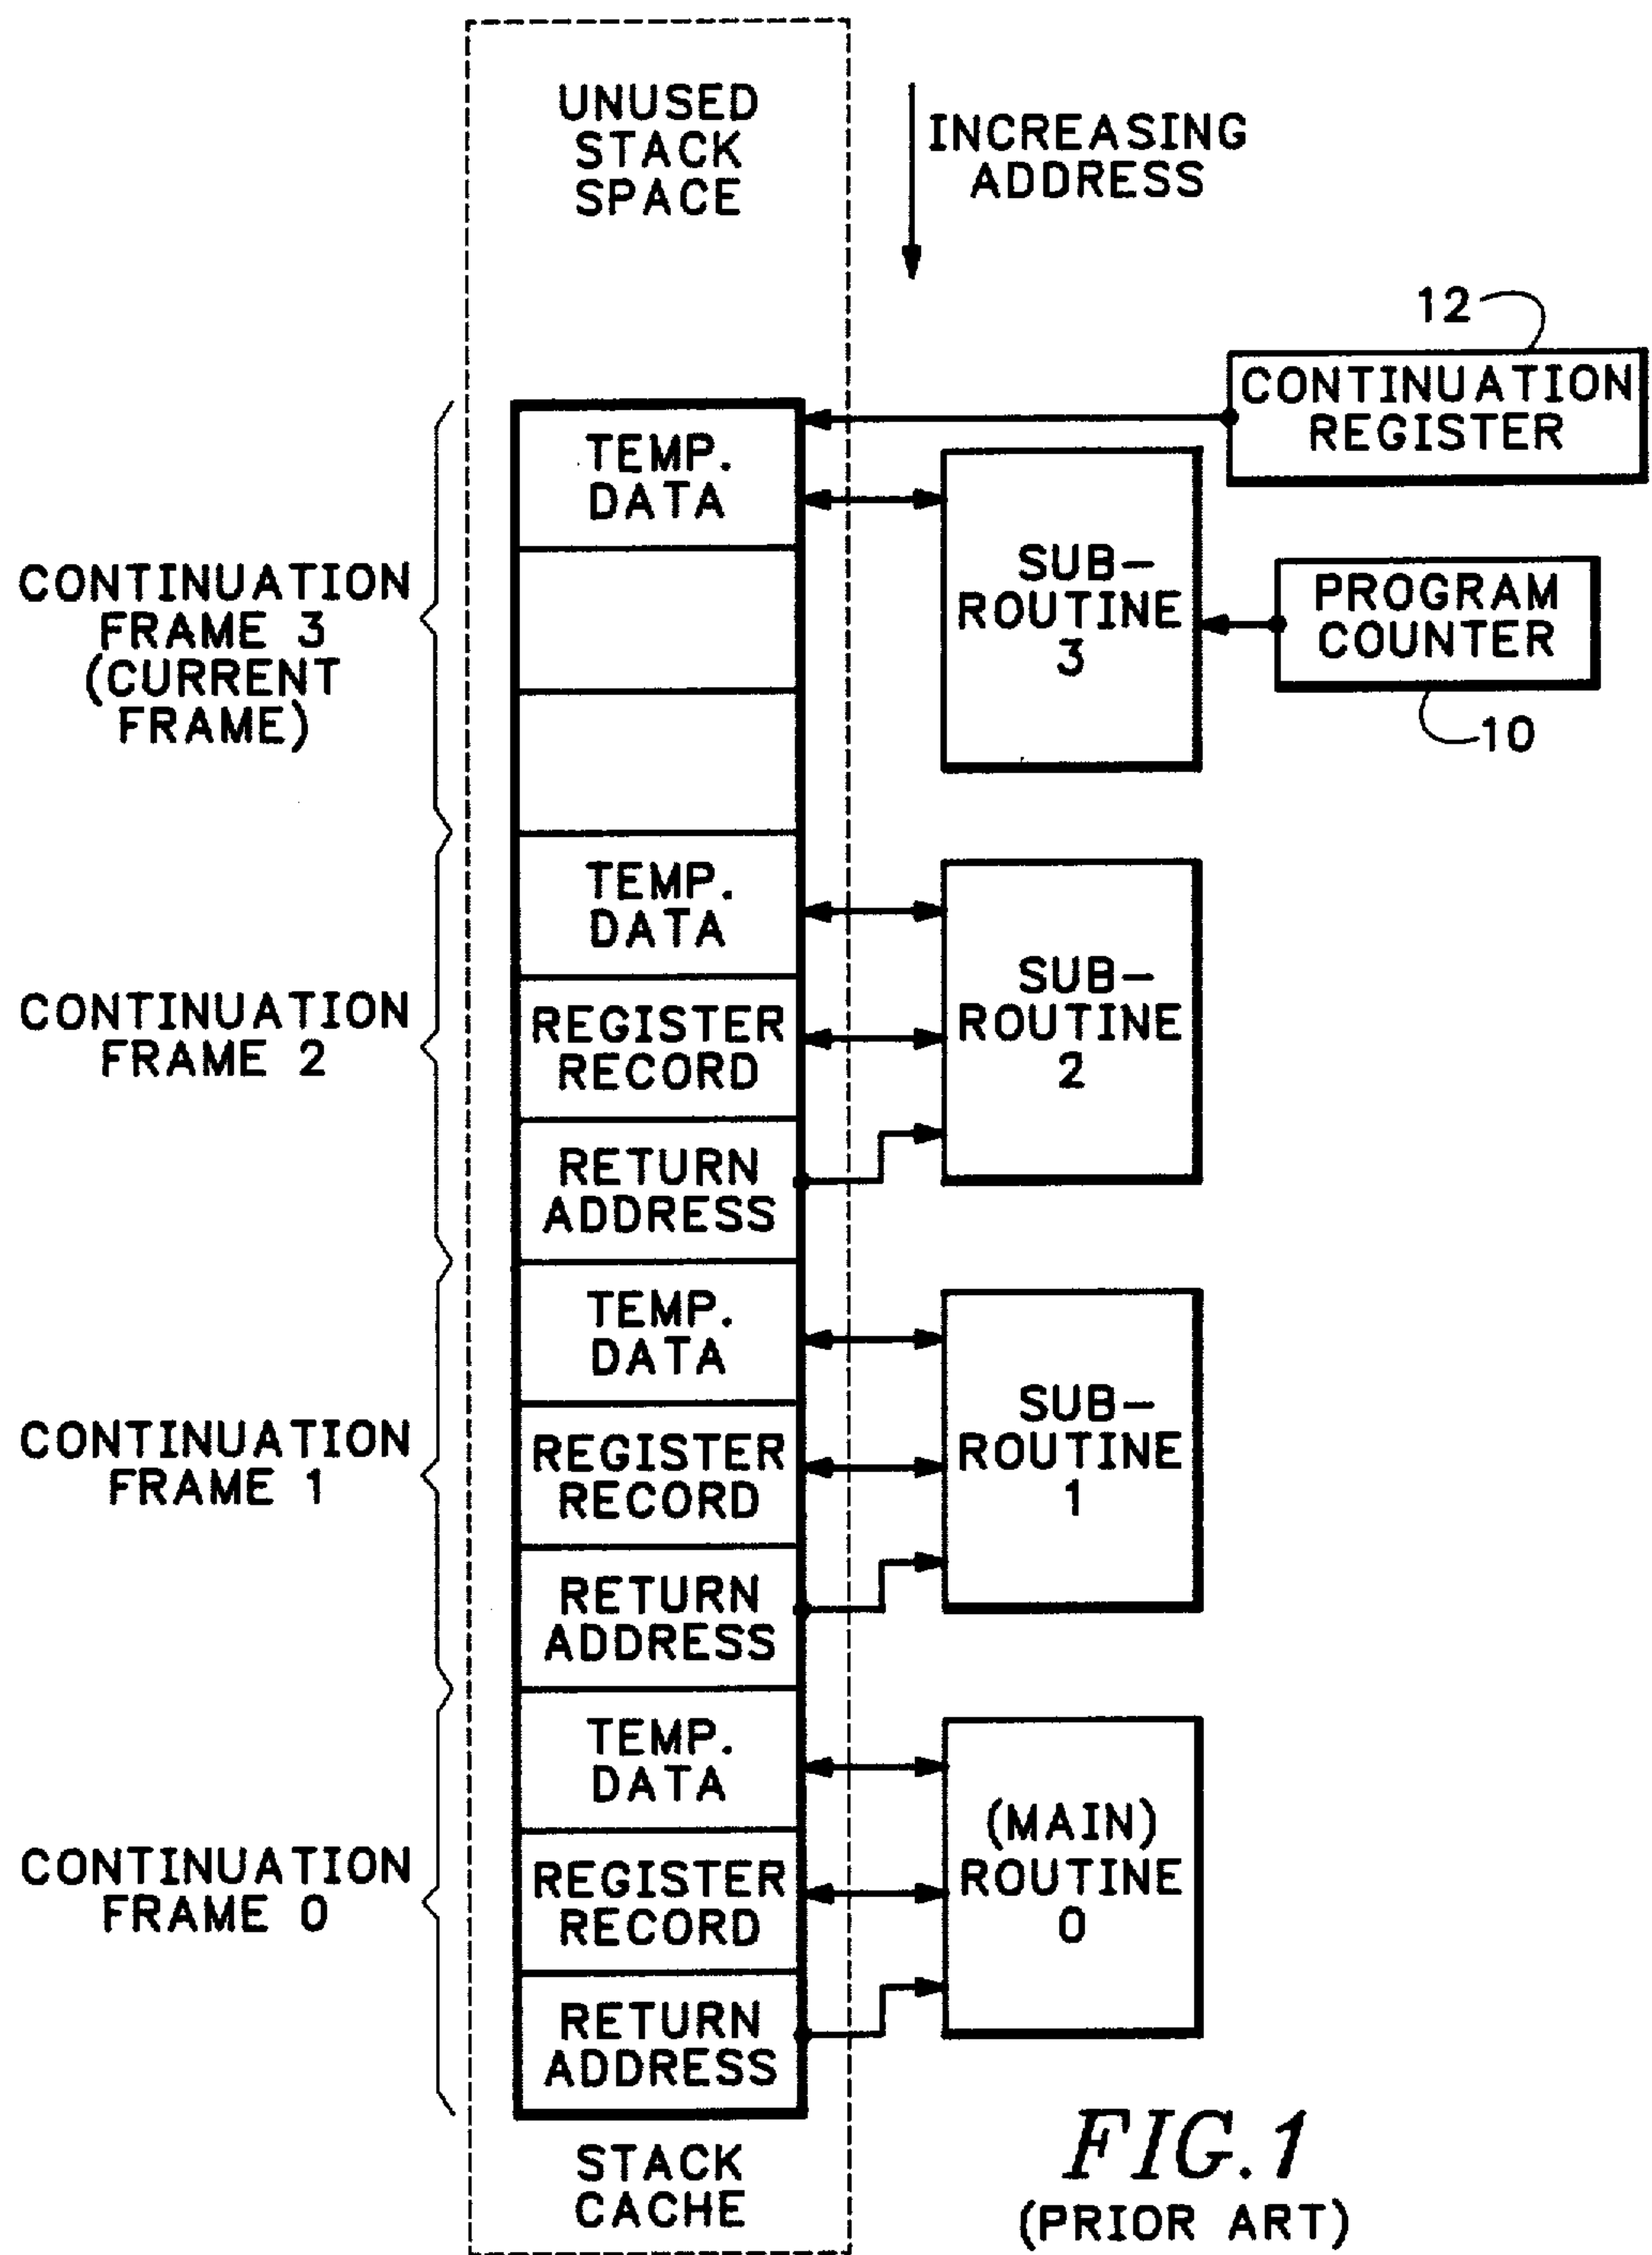 UNUSED
STACK
SPACE
INCREASING
ADDRESS
12
CONTINUATION
REGISTER
TEMP.
DATA
SUB-
ROUTINE
3
PROGRAM
COUNTER
10
CONTINUATION
FRAME 3
(CURRENT
FRAME)
TEMP.
DATA
REGISTER
RECORD
RETURN
ADDRESS
SUB-
ROUTINE
2
CONTINUATION
FRAME 2
TEMP.
DATA
REGISTER
RECORD
RETURN
ADDRESS
SUB-
ROUTINE
1
CONTINUATION
FRAME 1
TEMP.
DATA
REGISTER
RECORD
RETURN
ADDRESS
(MAIN)
ROUTINE
0
CONTINUATION
FRAME 0
STACK
CACHE
FIG.1
(PRIOR ART)